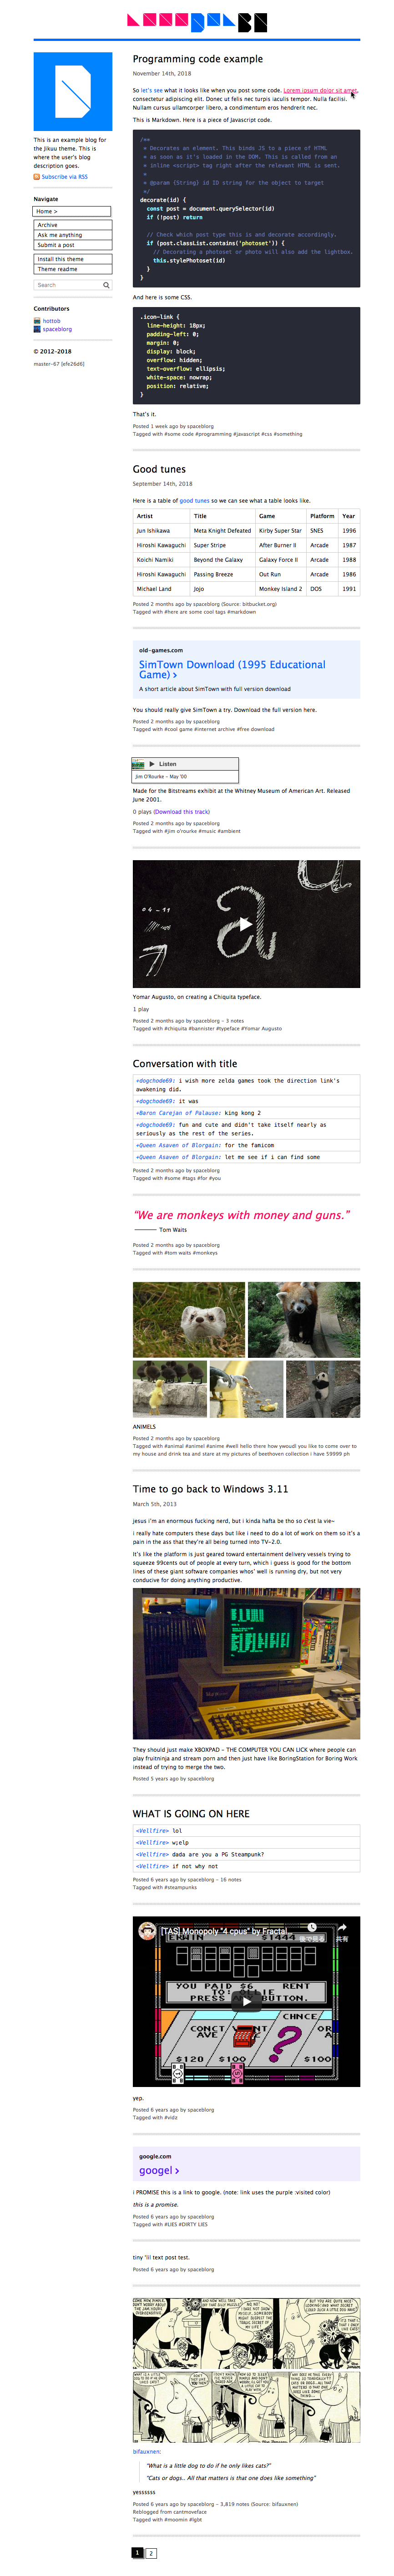 Programming code example
November 14th, 2018
This is an example blog for
the Jikuu theme. This is
where the user's blog
description goes.
Subscribe via RSS
Navigate
Home >
Archive
Ask me anything
Submit a post
Install this theme
Theme readme
Search
Contributors
hottob
spaceblorg
© 2012–2018
master-67 [efe26d6]
So let's see what it looks like when you post some code. Lorem ipsum dolor sit amet,
consectetur adipiscing elit. Donec ut felis nec turpis iaculis tempor. Nulla facilisi.
Nullam cursus ullamcorper libero, a condimentum eros hendrerit nec.
This is Markdown. Here is a piece of Javascript code.
/**
* Decorates an element. This binds JS to a piece of HTML
* as soon as it's loaded in the DOM. This is called from an
* inline <script> tag right after the relevant HTML is sent.
*
* @param {String} id ID string for the object to target
*/
decorate(id) {
const post = document.querySelector(id)
if (!post) return
// Check which post type this is and decorate accordingly.
if (post.classList.contains('photoset')) {
// Decorating a photoset or photo will also add the lightbox.
this.stylePhotoset(id)
}
}
And here is some CSS.
.icon-link {
line-height: 18px;
padding-left: 0;
margin: 0;
display: block;
overflow: hidden;
text-overflow: ellipsis;
white-space: nowrap;
position: relative;
}
That's it.
Posted 1 week ago by spaceblorg
Tagged with #some code #programming #javascript #css #something
Good tunes
September 14th, 2018
Here is a table of good tunes so we can see what a table looks like.
Artist Title Game Platform Year
Jun Ishikawa Meta Knight Defeated Kirby Super Star SNES 1996
Hiroshi Kawaguchi Super Stripe After Burner II Arcade 1987
Koichi Namiki Beyond the Galaxy Galaxy Force II Arcade 1988
Hiroshi Kawaguchi Passing Breeze Out Run Arcade 1986
Michael Land Jojo Monkey Island 2 DOS 1991
Posted 2 months ago by spaceblorg (Source: bitbucket.org)
Tagged with #here are some cool tags #markdown
old-games.com
SimTown Download (1995 Educational
Game) ›
A short article about SimTown with full version download
You should really give SimTown a try. Download the full version here.
Posted 2 months ago by spaceblorg
Tagged with #cool game #internet archive #free download
Listen
Jim O'Rourke - May '00
Made for the Bitstreams exhibit at the Whitney Museum of American Art. Released
June 2001.
0 plays (Download this track)
Posted 2 months ago by spaceblorg
Tagged with #jim o'rourke #music #ambient
a
Yomar Augusto, on creating a Chiquita typeface.
1 play
Posted 2 months ago by spaceblorg – 3 notes
Tagged with #chiquita #bannister #typeface #Yomar Augusto
Conversation with title
+dogchode69: i wish more zelda games took the direction link's
awakening did.
+dogchode69: it was
+Baron Carejan of Palause: king kong 2
+dogchode69: fun and cute and didn't take itself nearly as
seriously as the rest of the series.
+Queen Asaven of Blorgain: for the famicom
+Queen Asaven of Blorgain: let me see if i can find some
Posted 2 months ago by spaceblorg
Tagged with #some #tags #for #you
“We are monkeys with money and guns.”
Tom Waits
Posted 2 months ago by spaceblorg
Tagged with #tom waits #monkeys
ANIMELS
Posted 2 months ago by spaceblorg
Tagged with #animal #animel #anime #well hello there how ywoudl you like to come over to
my house and drink tea and stare at my pictures of beethoven collection i have 59999 ph
Time to go back to Windows 3.11
March 5th, 2013
jesus i'm an enormous fucking nerd, but i kinda hafta be tho so c'est la vie~
i really hate computers these days but like i need to do a lot of work on them so it's a
pain in the ass that they're all being turned into TV-2.0.
It's like the platform is just geared toward entertainment delivery vessels trying to
squeeze 99cents out of people at every turn, which i guess is good for the bottom
lines of these giant software companies whos' well is running dry, but not very
conducive for doing anything productive.
They should just make XBOXPAD – THE COMPUTER YOU CAN LICK where people can
play fruitninja and stream porn and then just have like BoringStation for Boring Work
instead of trying to merge the two.
Posted 5 years ago by spaceblorg
WHAT IS GOING ON HERE
<Vellfire> lol
<Vellfire> w;elp
<Vellfire> dada are you a PG Steampunk?
<Vellfire> if not why not
Posted 6 years ago by spaceblorg – 16 notes
Tagged with #steampunks
[TAS] Monopoly "4 cpus" by Fractal...
後で見る 共有
YOU PAID $6 RENT
TO:
PRESS A BUTTON.
CHNCE
$120 $100 $100
yep.
Posted 6 years ago by spaceblorg
Tagged with #vidz
google.com
googel ›
i PROMISE this is a link to google. (note: link uses the purple :visited color)
this is a promise.
Posted 6 years ago by spaceblorg
Tagged with #LIES #DIRTY LIES
tiny 'lil text post test.
Posted 6 years ago by spaceblorg
bifauxnen:
“What is a little dog to do if he only likes cats?”
“Cats or dogs.. All that matters is that one does like something”
yessssss
Posted 6 years ago by spaceblorg – 3,819 notes (Source: bifauxnen)
Reblogged from cantmoveface
Tagged with #moomin #lgbt
1 2